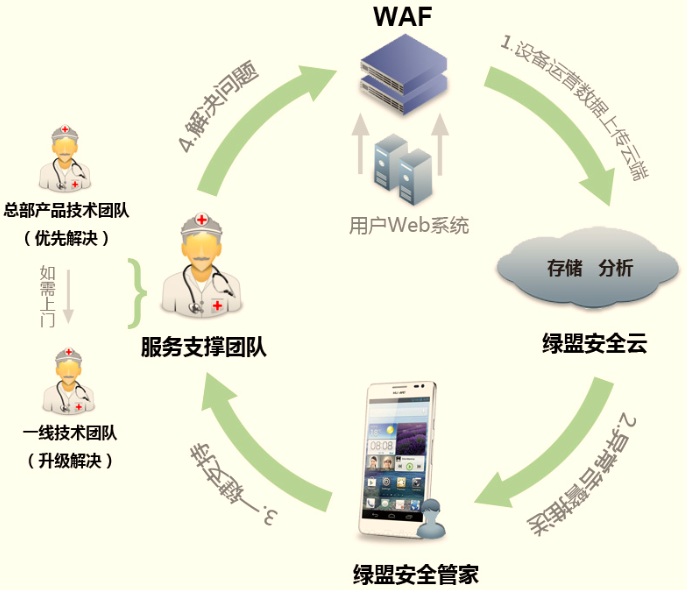 WAF
1.设备运营数据上传云端
4.解决问题
总部产品技术团队
（优先解决）
用户Web系统
如需上门
存储 分析
服务支撑团队
绿盟安全云
一线技术团队
（升级解决）
2.异常告警推送
3.一键支持
08:08
绿盟安全管家